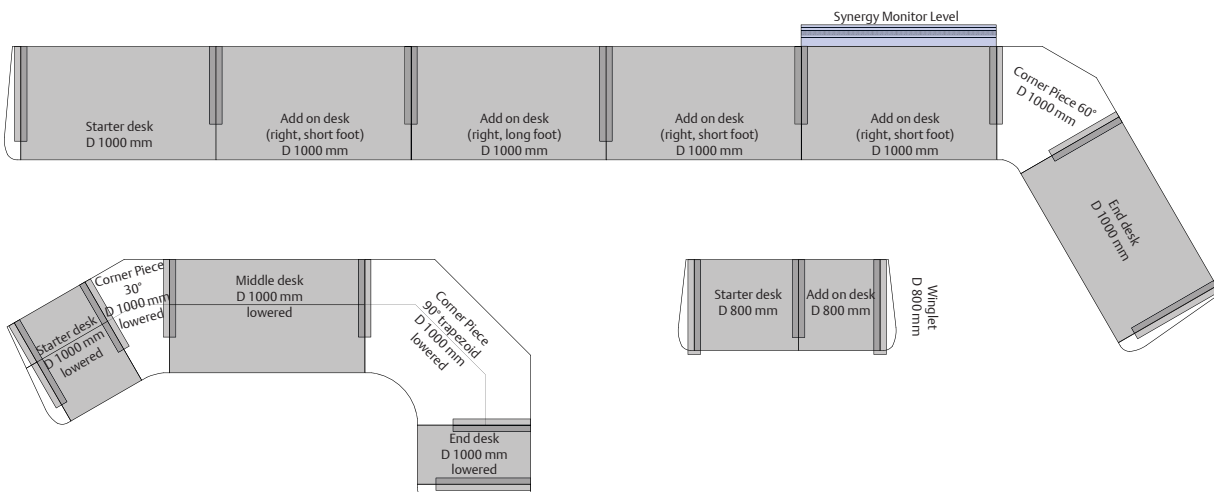 Synergy Monitor Level
Starter desk
D 1000 mm
Add on desk
(right, short foot)
D 1000 mm
Add on desk
(right, long foot)
D 1000 mm
Add on desk
(right, short foot)
D 1000 mm
Add on desk
(right, short foot)
D 1000 mm
Corner Piece 60°
D 1000 mm
End desk
D 1000 mm
Starter desk
D 1000 mm
lowered
Corner Piece
30°
D 1000 mm
lowered
Middle desk
D 1000 mm
lowered
Corner Piece
90° trapezoid
D 1000 mm
lowered
End desk
D 1000 mm
lowered
Starter desk
D 800 mm
Add on desk
D 800 mm
Winglet
D 800 mm